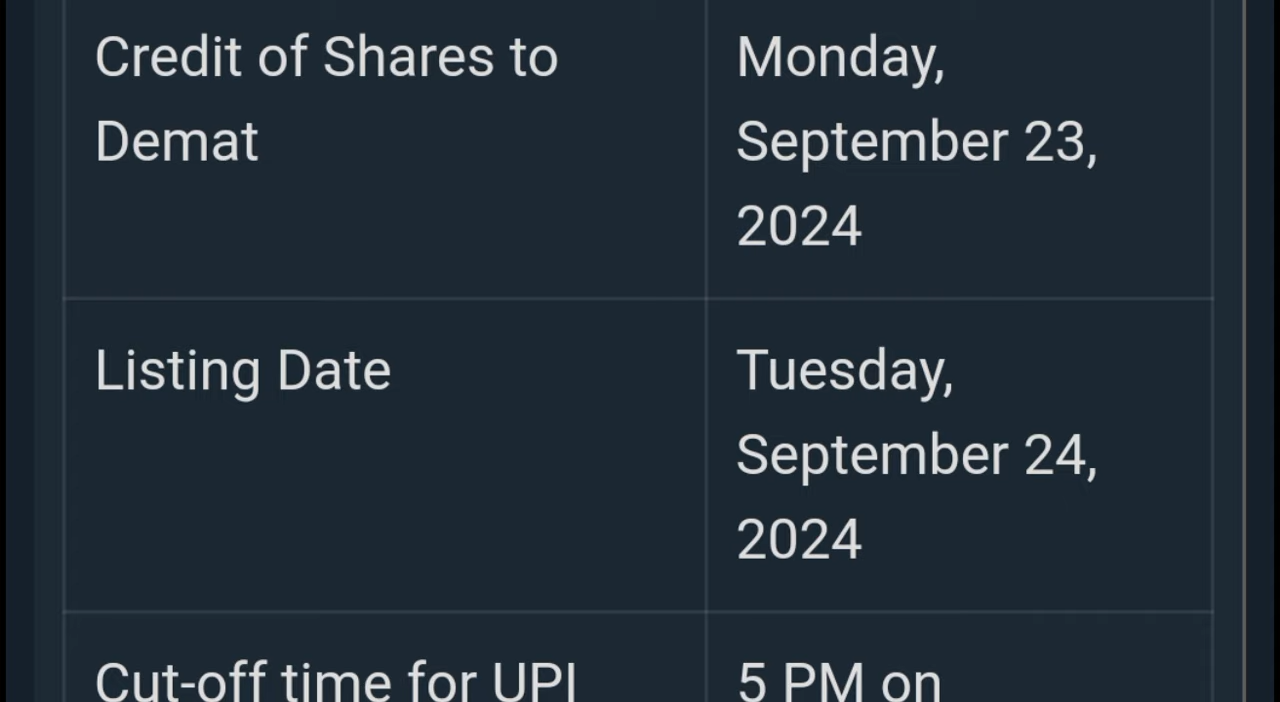 Credit of Shares to
Demat
Monday,
September 23,
2024
Listing Date
Tuesday,
September 24,
2024
Cut-off time for UPI
5 PM on